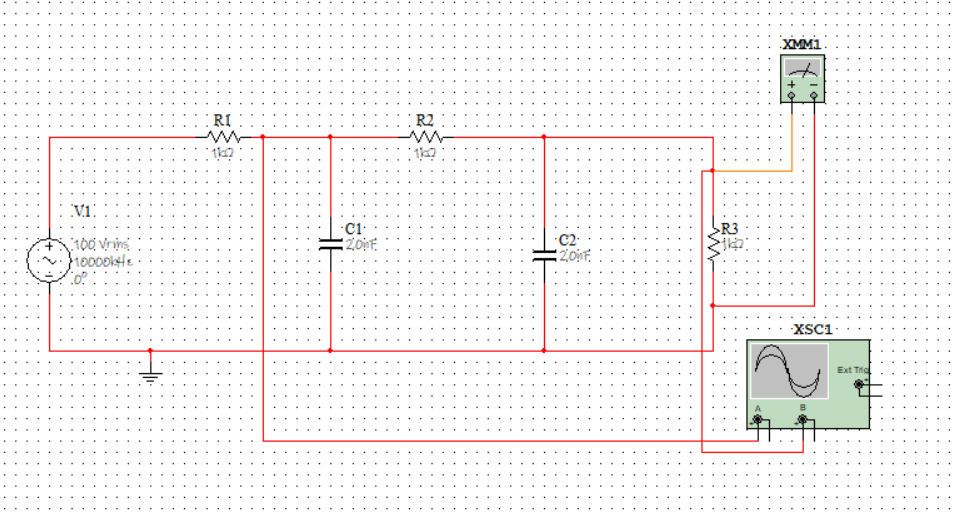 XMM1
+ −
R1
1kΩ
R2
1kΩ
V1
100 Vrms
10000kHz
0°
C1
2.0nF
C2
2.0nF
R3
1kΩ
XSC1
Ext Trig
+
A
B
+
+